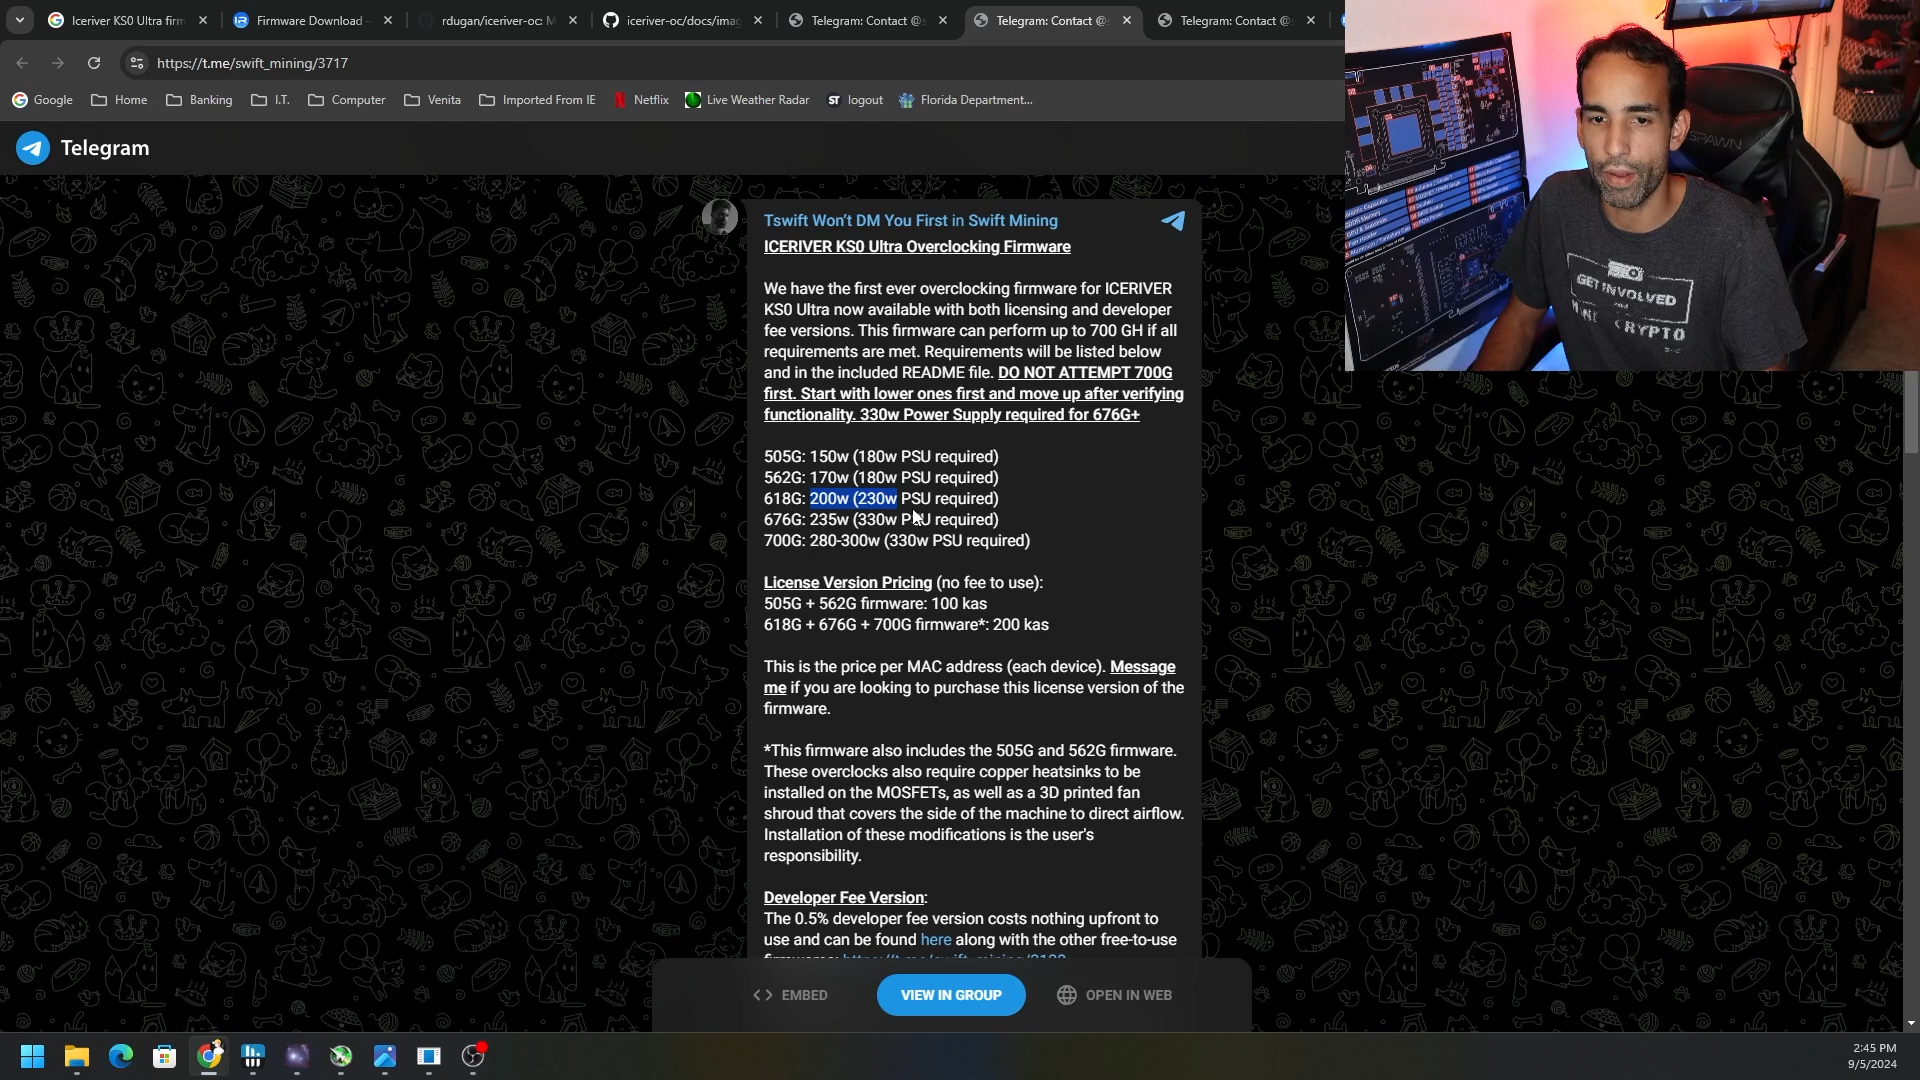 Iceriver KS0 Ultra firm
Firmware Download -
rdugan/iceriver-oc: M
iceriver-oc/docs/imag
Telegram: Contact @s
Telegram: Contact @s
Telegram: Contact @s
https://t.me/swift_mining/3717
Google
Home
Banking
I.T.
Computer
Venita
Imported From IE
Netflix
Live Weather Radar
ST logout
Florida Department...
Telegram
Tswift Won't DM You First in Swift Mining
ICERIVER KS0 Ultra Overclocking Firmware
We have the first ever overclocking firmware for ICERIVER
KS0 Ultra now available with both licensing and developer
fee versions. This firmware can perform up to 700 GH if all
requirements are met. Requirements will be listed below
and in the included README file. DO NOT ATTEMPT 700G
first. Start with lower ones first and move up after verifying
functionality. 330w Power Supply required for 676G+
505G: 150w (180w PSU required)
562G: 170w (180w PSU required)
618G: 200w (230w PSU required)
676G: 235w (330w PSU required)
700G: 280-300w (330w PSU required)
License Version Pricing (no fee to use):
505G + 562G firmware: 100 kas
618G + 676G + 700G firmware*: 200 kas
This is the price per MAC address (each device). Message
me if you are looking to purchase this license version of the
firmware.
*This firmware also includes the 505G and 562G firmware.
These overclocks also require copper heatsinks to be
installed on the MOSFETs, as well as a 3D printed fan
shroud that covers the side of the machine to direct airflow.
Installation of these modifications is the user's
responsibility.
Developer Fee Version:
The 0.5% developer fee version costs nothing upfront to
use and can be found here along with the other free-to-use
EMBED
VIEW IN GROUP
OPEN IN WEB
SPAWN
GET INVOLVED
CRYPTO
2:45 PM
9/5/2024